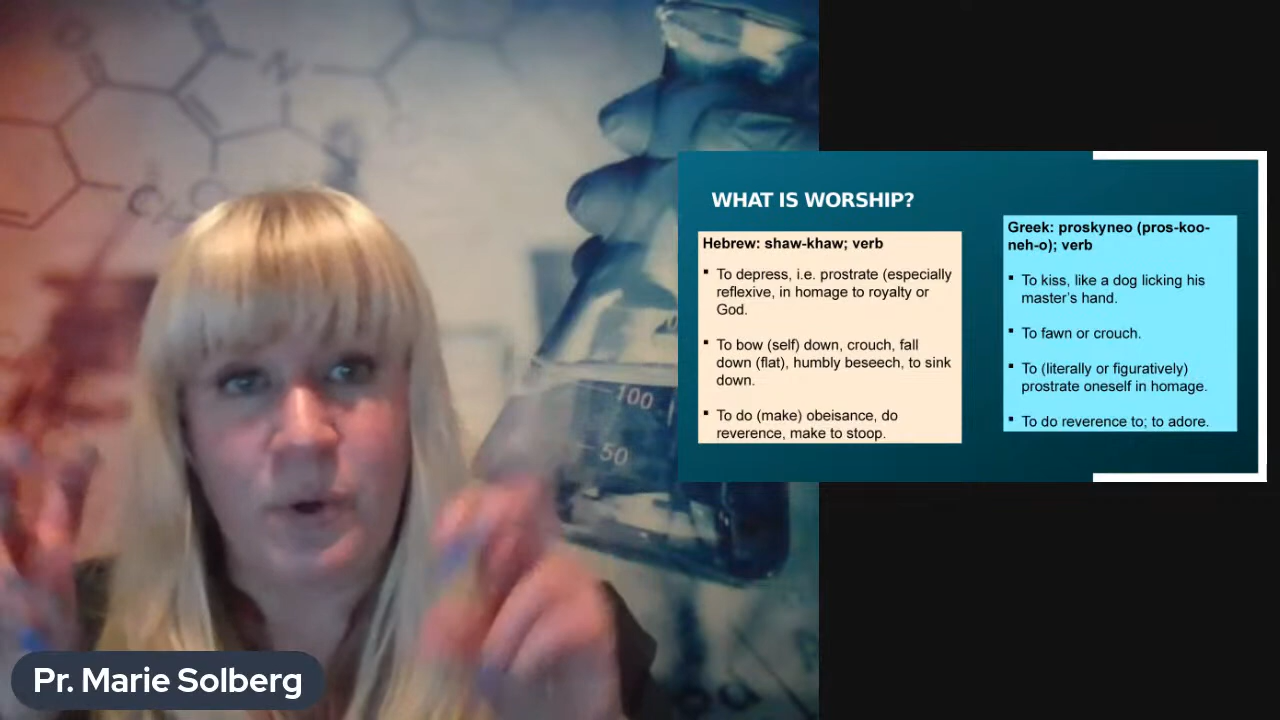 WHAT IS WORSHIP?
Hebrew: shaw-khaw; verb
▪ To depress, i.e. prostrate (especially
reflexive, in homage to royalty or
God.
▪ To bow (self) down, crouch, fall
down (flat), humbly beseech, to sink
down.
▪ To do (make) obeisance, do
reverence, make to stoop.
Greek: proskyneo (pros-koo-
neh-o); verb
▪ To kiss, like a dog licking his
master's hand.
▪ To fawn or crouch.
▪ To (literally or figuratively)
prostrate oneself in homage.
▪ To do reverence to; to adore.
N
100
50
Pr. Marie Solberg